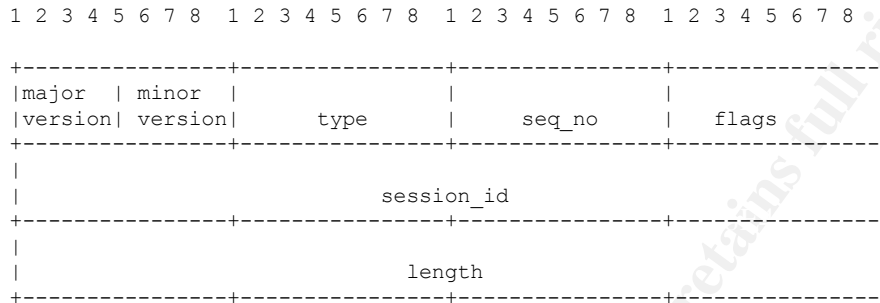 1 2 3 4 5 6 7 8 1 2 3 4 5 6 7 8 1 2 3 4 5 6 7 8 1 2 3 4 5 6 7 8
+----------------+----------------+----------------+----------------
|major | minor | | |
|version| version| type | seq_no | flags
+----------------+----------------+----------------+----------------
|
| session_id
+----------------+----------------+----------------+----------------
|
| length
+----------------+----------------+----------------+----------------
retains full